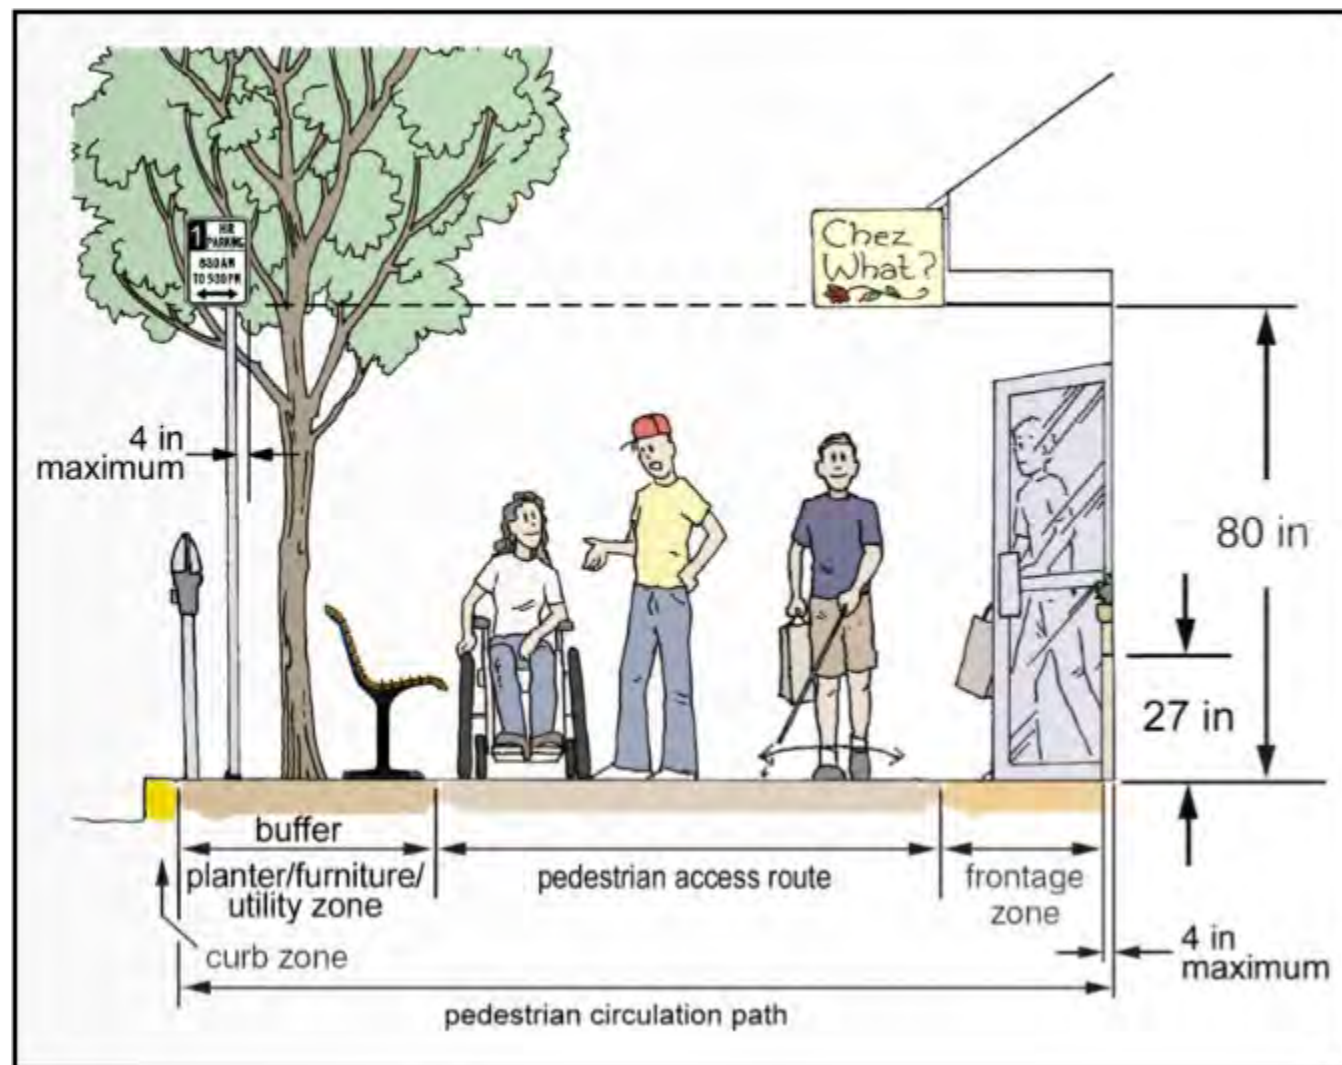 1 HR
PARKING
8:30 AM
TO 5:30 PM
Chez
What?
4 in
maximum
80 in
27 in
buffer
planter/furniture/
utility zone
pedestrian access route
frontage
zone
curb zone
4 in
maximum
pedestrian circulation path